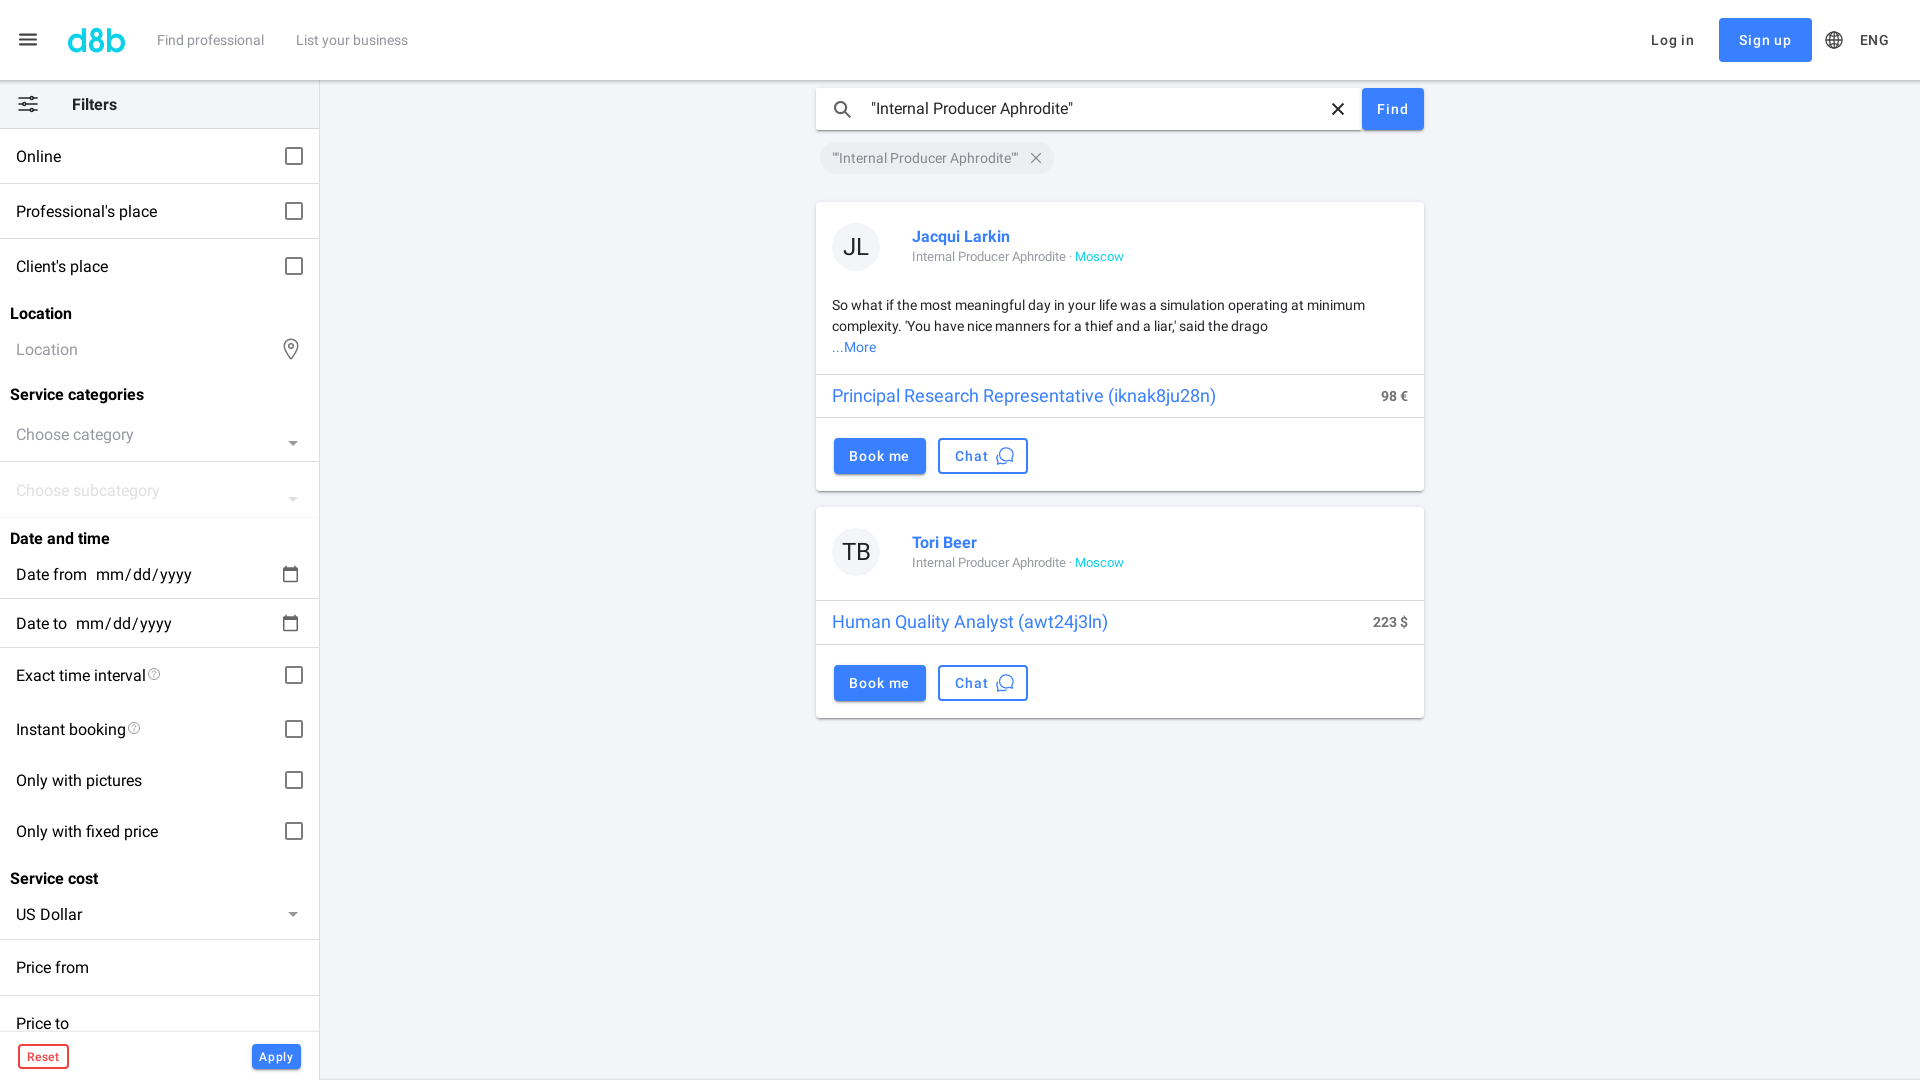 d8b
Find professional
List your business
Log in
Sign up
ENG
Filters
Online
Professional's place
Client's place
Location
Location
Service categories
Choose category
Choose subcategory
Date and time
Date from mm/dd/yyyy
Date to mm/dd/yyyy
Exact time interval
Instant booking
Only with pictures
Only with fixed price
Service cost
US Dollar
Price from
Price to
Reset
Apply
"Internal Producer Aphrodite"
Find
""Internal Producer Aphrodite""
JL
Jacqui Larkin
Internal Producer Aphrodite · Moscow
So what if the most meaningful day in your life was a simulation operating at minimum
complexity. 'You have nice manners for a thief and a liar,' said the drago
...More
Principal Research Representative (iknak8ju28n)
98 €
Book me
Chat
TB
Tori Beer
Internal Producer Aphrodite · Moscow
Human Quality Analyst (awt24j3ln)
223 $
Book me
Chat